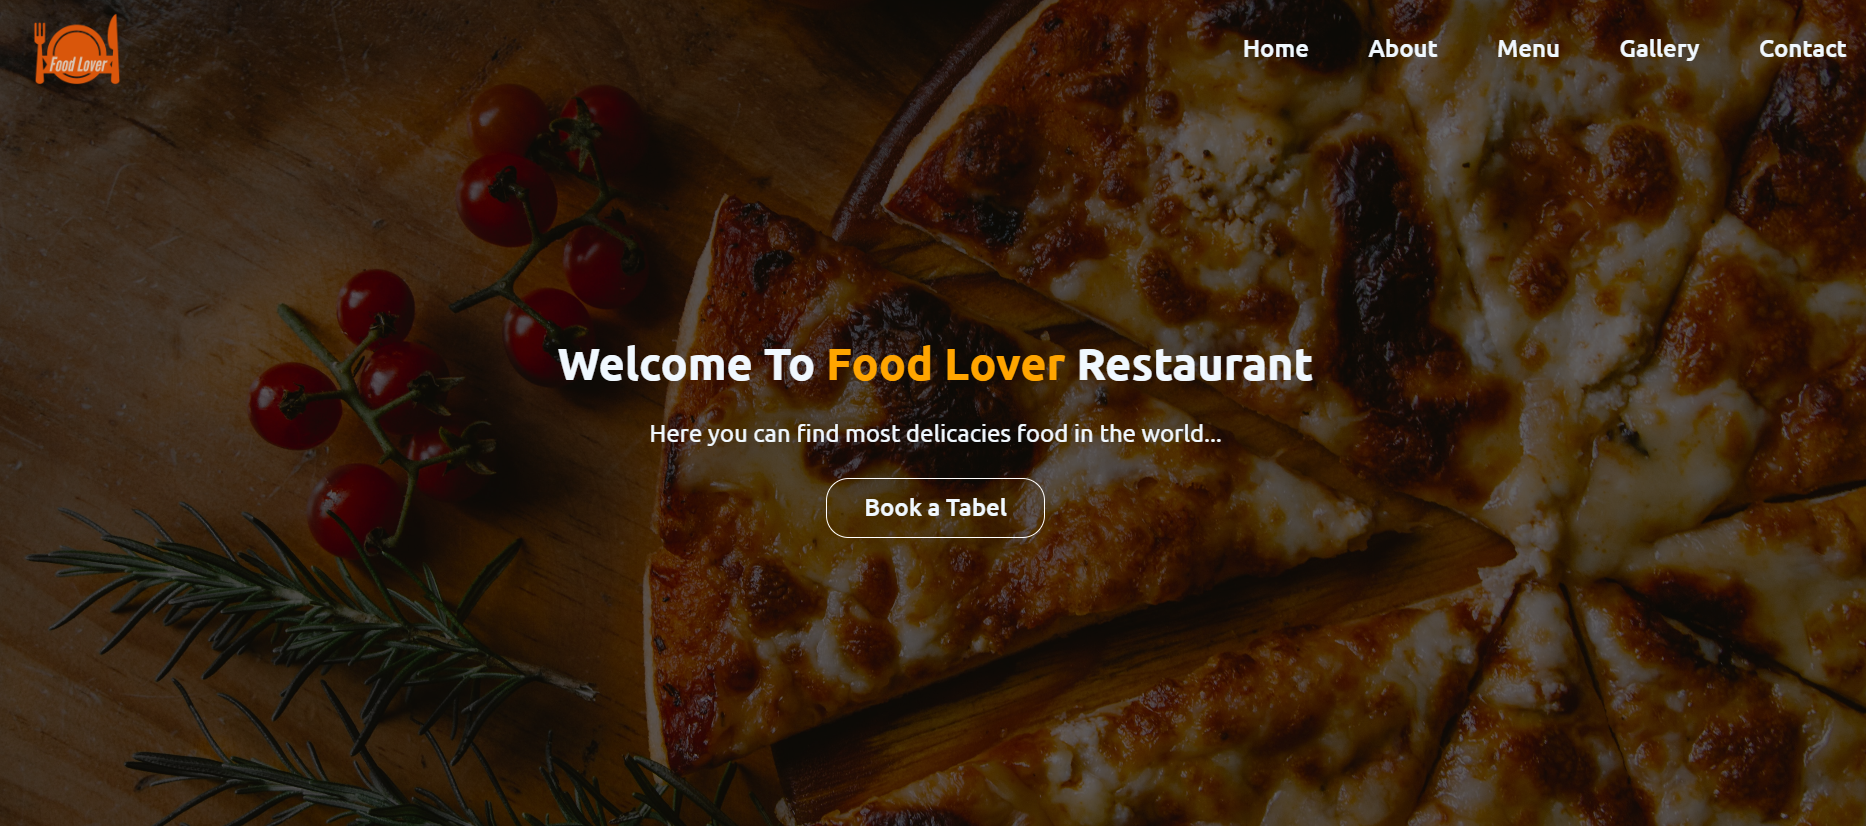 Food Lover
Home About Menu Gallery Contact
Welcome To Food Lover Restaurant
Here you can find most delicacies food in the world...
Book a Tabel